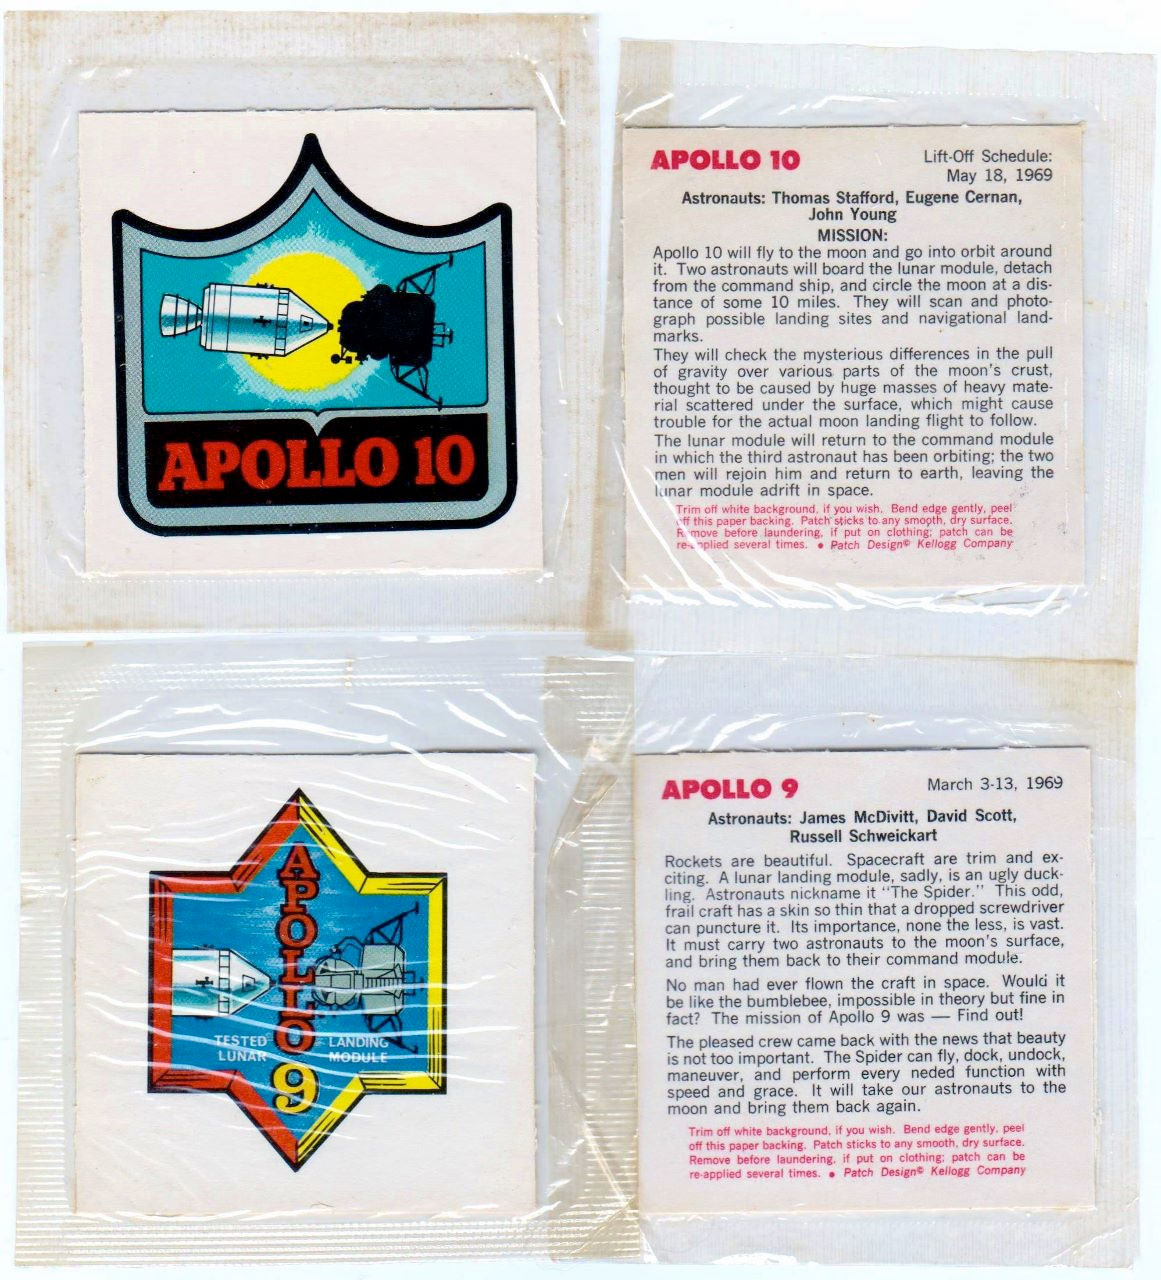 APOLLO 10
APOLLO 10
Lift-Off Schedule:
May 18, 1969
Astronauts: Thomas Stafford, Eugene Cernan,
John Young
MISSION:
Apollo 10 will fly to the moon and go into orbit around
it. Two astronauts will board the lunar module, detach
from the command ship, and circle the moon at a dis-
tance of some 10 miles. They will scan and photo-
graph possible landing sites and navigational land-
marks.
They will check the mysterious differences in the pull
of gravity over various parts of the moon's crust,
thought to be caused by huge masses of heavy mate-
rial scattered under the surface, which might cause
trouble for the actual moon landing flight to follow.
The lunar module will return to the command module
in which the third astronaut has been orbiting; the two
men will rejoin him and return to earth, leaving the
lunar module adrift in space.
Trim off white background, if you wish. Bend edge gently, peel
off this paper backing. Patch sticks to any smooth, dry surface.
Remove before laundering, if put on clothing; patch can be
re-applied several times. • Patch Design© Kellogg Company
APOLLO 9
TESTED LANDING
LUNAR MODULE
APOLLO 9
March 3-13, 1969
Astronauts: James McDivitt, David Scott,
Russell Schweickart
Rockets are beautiful. Spacecraft are trim and ex-
citing. A lunar landing module, sadly, is an ugly duck-
ling. Astronauts nickname it "The Spider." This odd,
frail craft has a skin so thin that a dropped screwdriver
can puncture it. Its importance, none the less, is vast.
It must carry two astronauts to the moon's surface,
and bring them back to their command module.
No man had ever flown the craft in space. Would it
be like the bumblebee, impossible in theory but fine in
fact? The mission of Apollo 9 was — Find out!
The pleased crew came back with the news that beauty
is not too important. The Spider can fly, dock, undock,
maneuver, and perform every neded function with
speed and grace. It will take our astronauts to the
moon and bring them back again.
Trim off white background, if you wish. Bend edge gently, peel
off this paper backing. Patch sticks to any smooth, dry surface.
Remove before laundering, if put on clothing; patch can be
re-applied several times. • Patch Design© Kellogg Company